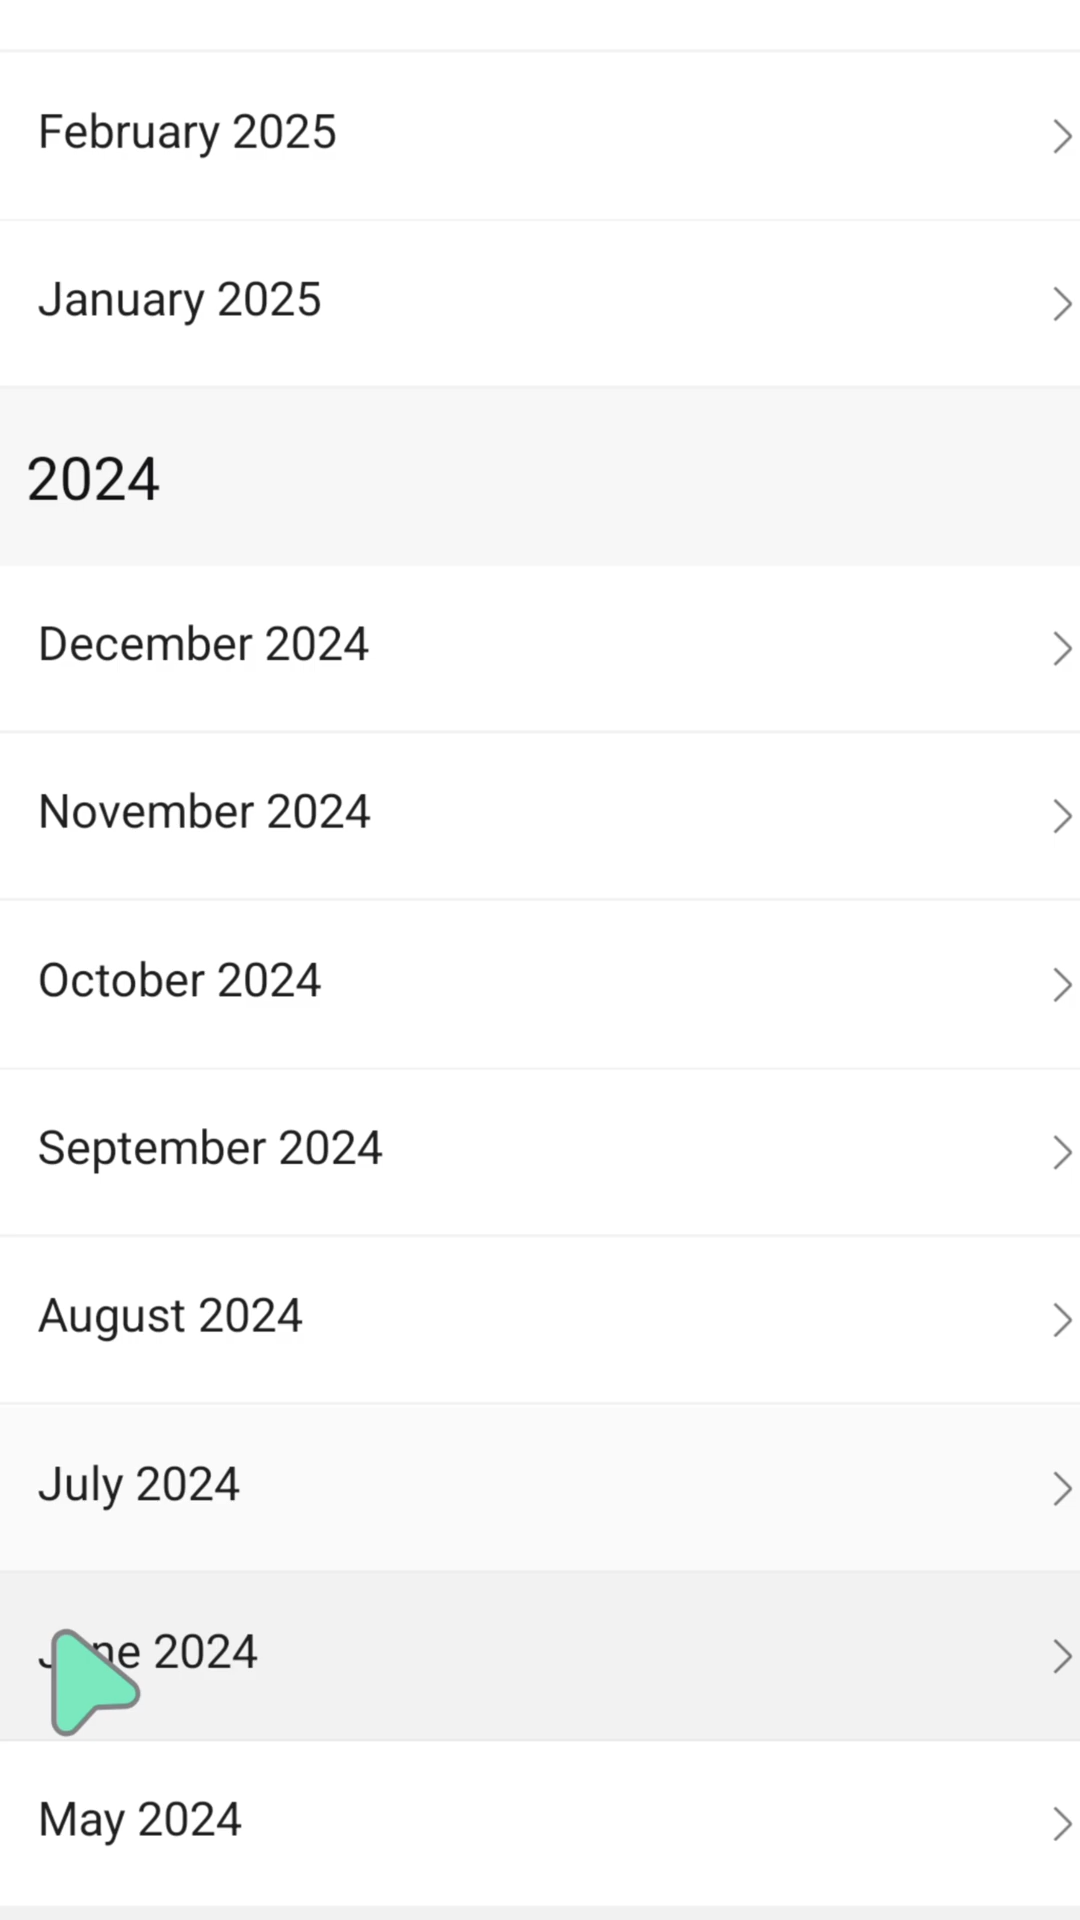 February 2025
January 2025
2024
December 2024
November 2024
October 2024
September 2024
August 2024
July 2024
June 2024
May 2024